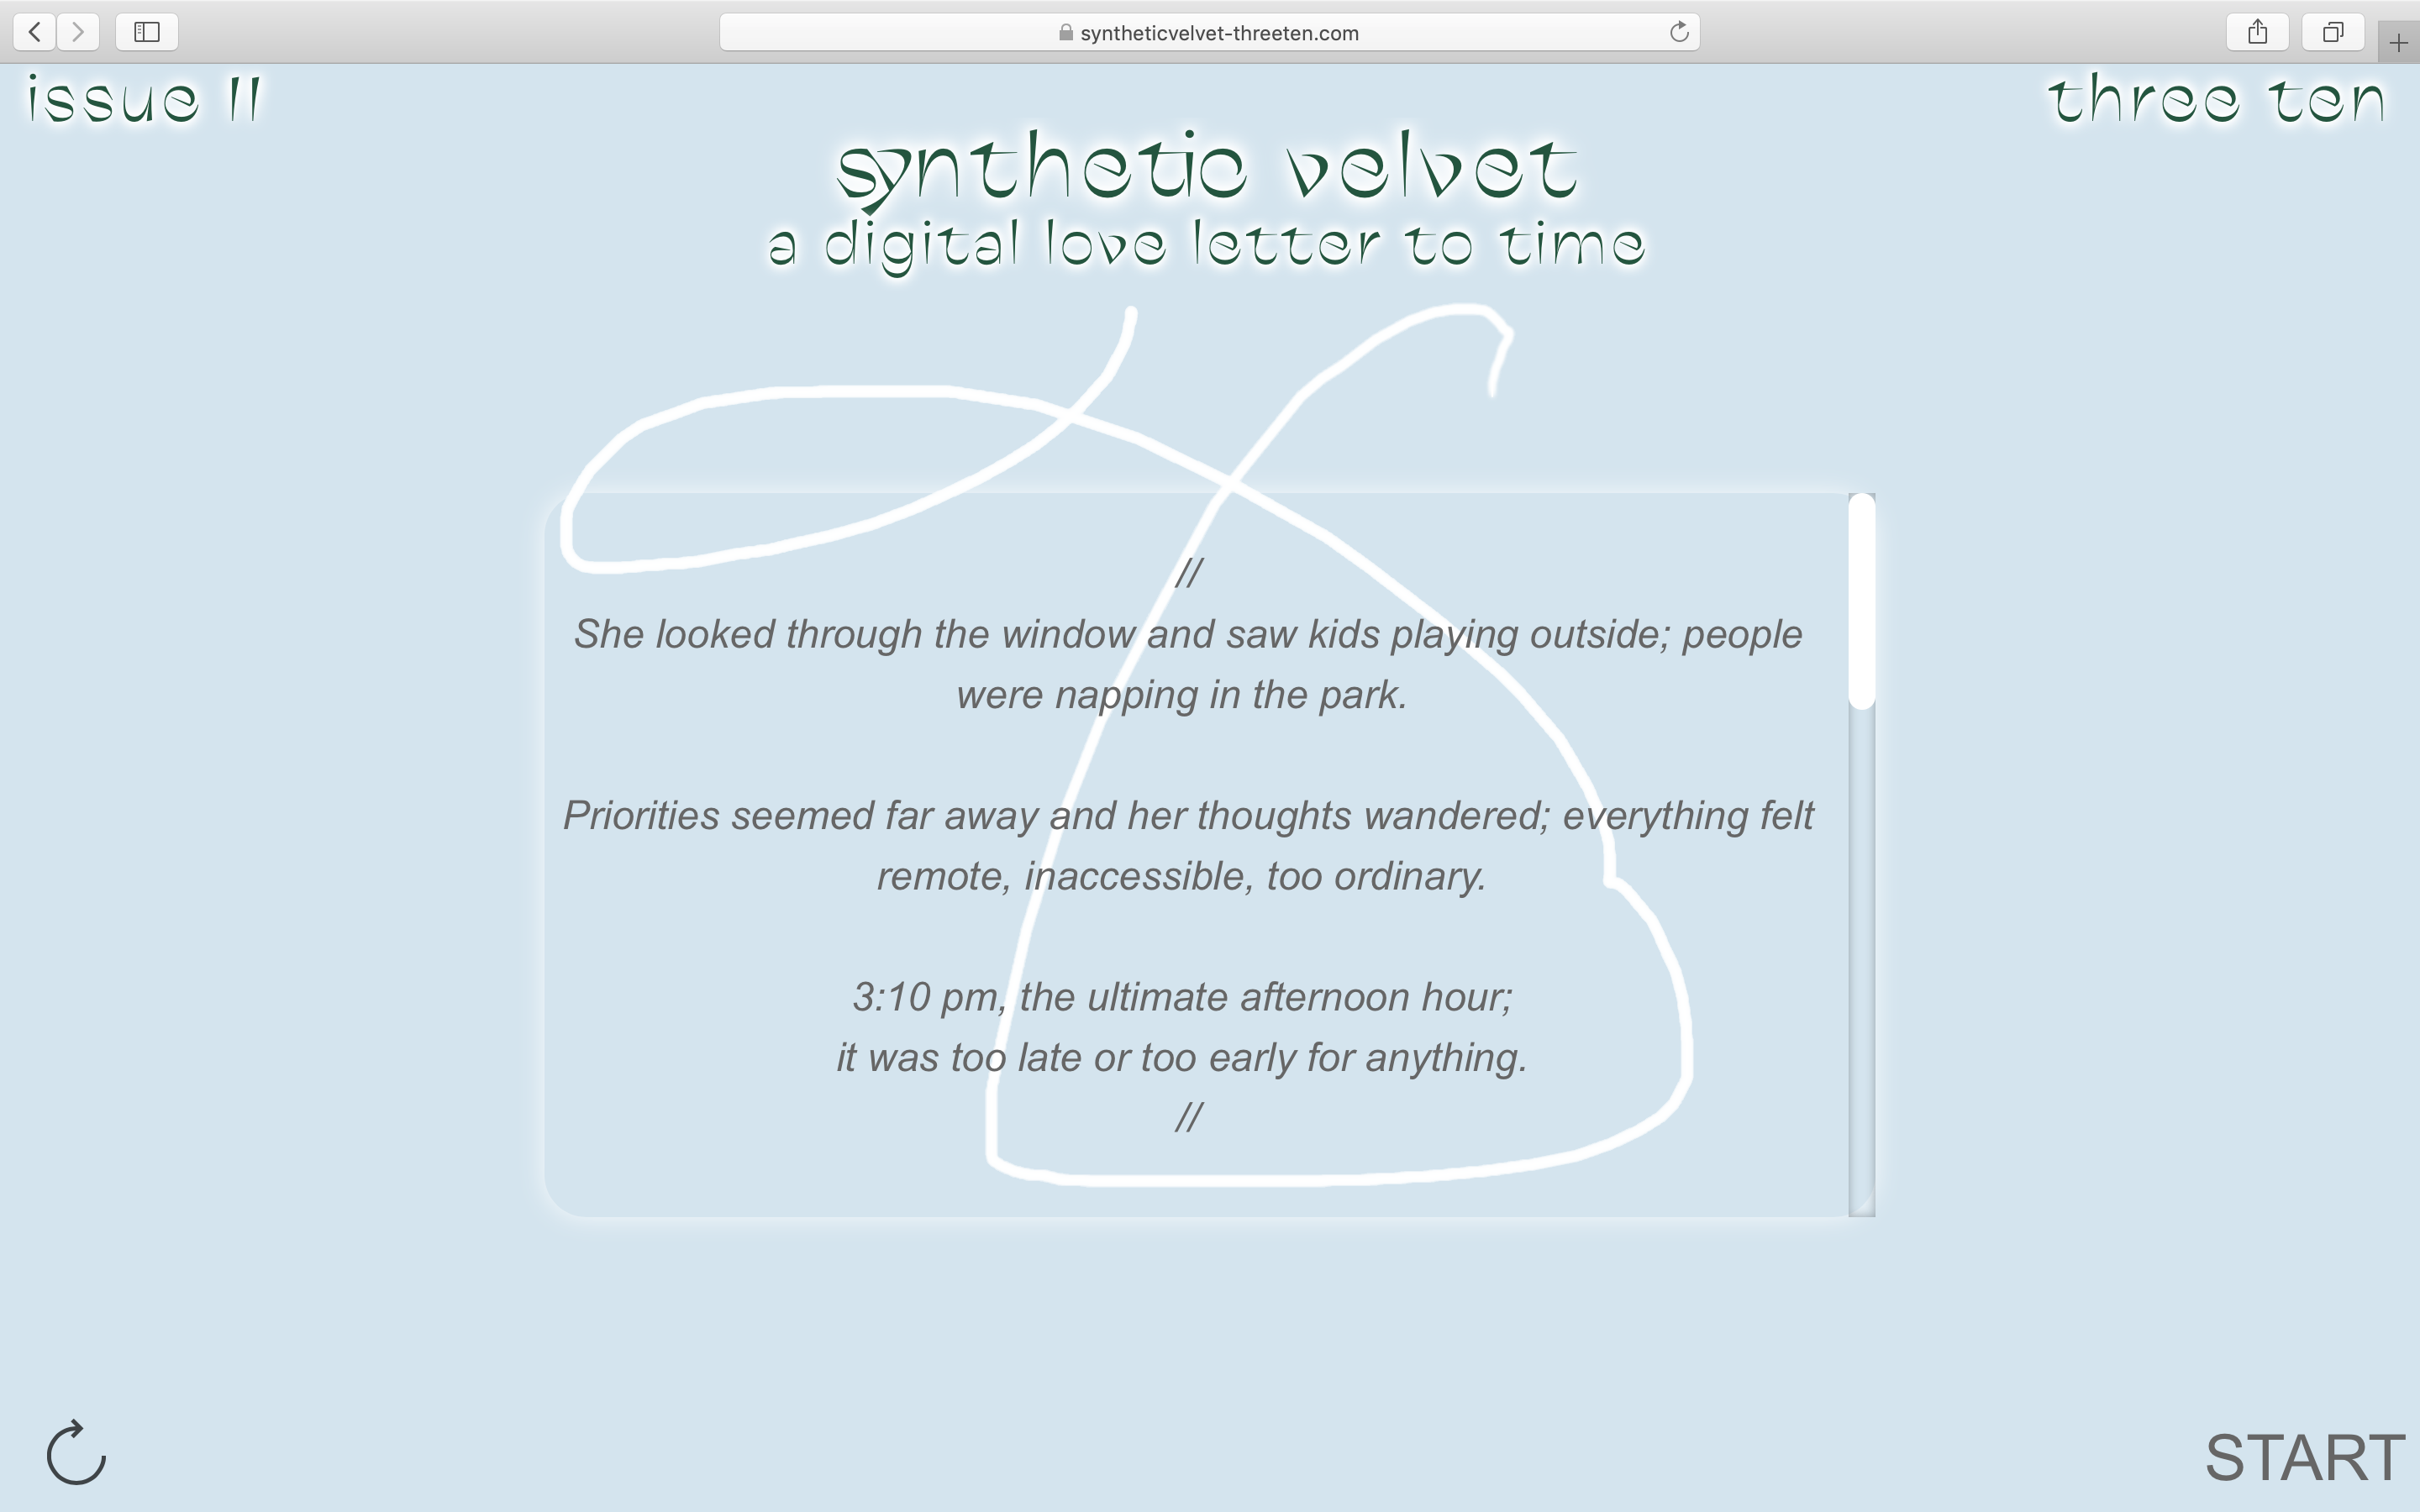 syntheticvelvet-threeten.com
issue II
three ten
synthetic velvet
a digital love letter to time
//
She looked through the window and saw kids playing outside; people
were napping in the park.
Priorities seemed far away and her thoughts wandered; everything felt
remote, inaccessible, too ordinary.
3:10 pm, the ultimate afternoon hour;
it was too late or too early for anything.
//
START